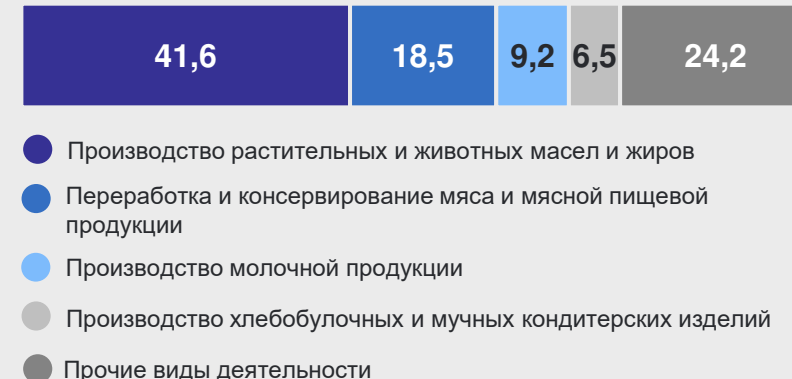 41,6 18,5 9,2 6,5 24,2
Производство растительных и животных масел и жиров
Переработка и консервирование мяса и мясной пищевой
продукции
Производство молочной продукции
Производство хлебобулочных и мучных кондитерских изделий
Прочие виды деятельности